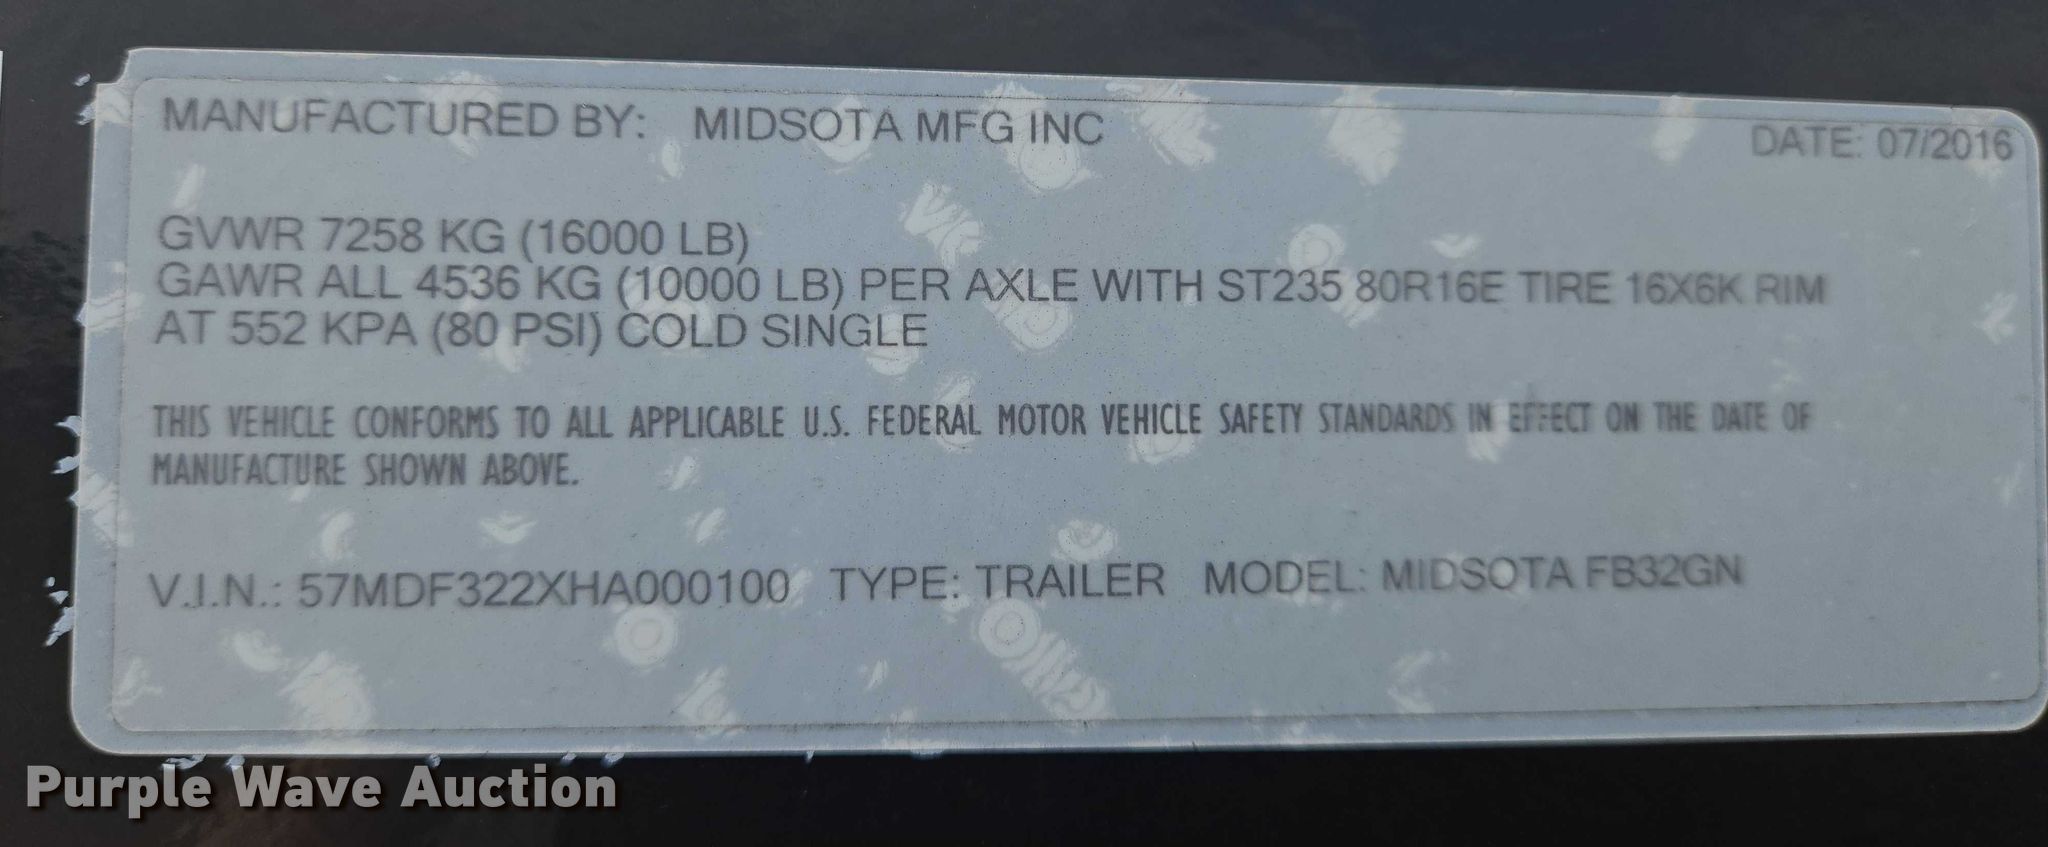 MANUFACTURED BY: MIDSOTA MFG INC DATE: 07/2016
GVWR 7258 KG (16000 LB)
GAWR ALL 4536 KG (10000 LB) PER AXLE WITH ST235 80R16E TIRE 16X6K RIM
AT 552 KPA (80 PSI) COLD SINGLE
THIS VEHICLE CONFORMS TO ALL APPLICABLE U.S. FEDERAL MOTOR VEHICLE SAFETY STANDARDS IN EFFECT ON THE DATE OF
MANUFACTURE SHOWN ABOVE.
V.I.N.: 57MDF322XHA000100 TYPE: TRAILER MODEL: MIDSOTA FB32GN
Purple Wave Auction